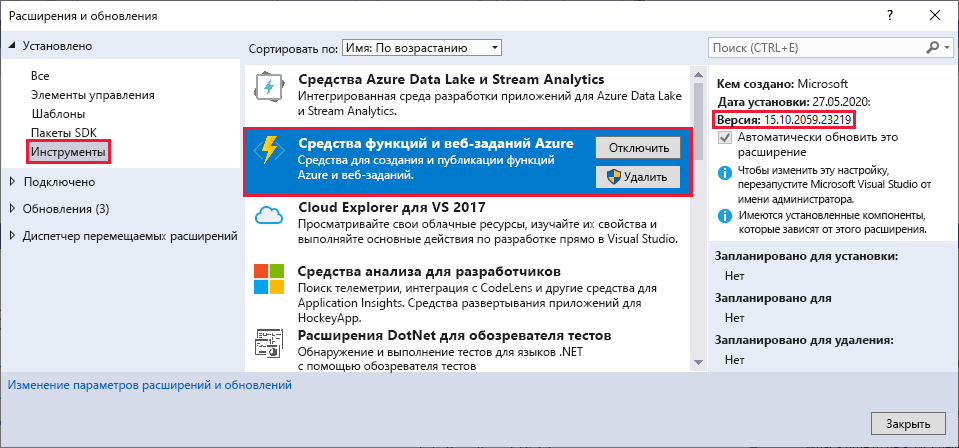 Расширения и обновления
?
Установлено
Все
Элементы управления
Шаблоны
Пакеты SDK
Инструменты
Подключено
Обновления (3)
Диспетчер перемещаемых расширений
Сортировать по: Имя: По возрастанию
Средства Azure Data Lake и Stream Analytics
Интегрированная среда разработки приложений для Azure Data Lake
и Stream Analytics.
Средства функций и веб-заданий Azure
Средства для создания и публикации функций
Azure и веб-заданий.
Отключить
Удалить
Cloud Explorer для VS 2017
Просматривайте свои облачные ресурсы, изучайте их свойства и
выполняйте основные действия по разработке прямо в Visual Studio.
Средства анализа для разработчиков
Поиск телеметрии, интеграция с CodeLens и другие средства для
Application Insights. Средства развертывания приложений для
HockeyApp.
Расширения DotNet для обозревателя тестов
Обнаружение и выполнение тестов для языков .NET
с помощью обозревателя тестов
Поиск (CTRL+E)
Кем создано: Microsoft
Дата установки: 27.05.2020:
Версия: 15.10.2059.23219
Автоматически обновить это
расширение
Чтобы изменить эту настройку,
перезапустите Microsoft Visual Studio от
имени администратора.
Имеются установленные компоненты,
которые зависят от этого расширения.
Запланировано для установки:
Нет
Запланировано для
Нет
Запланировано для удаления:
Нет
Изменение параметров расширений и обновлений
Закрыть